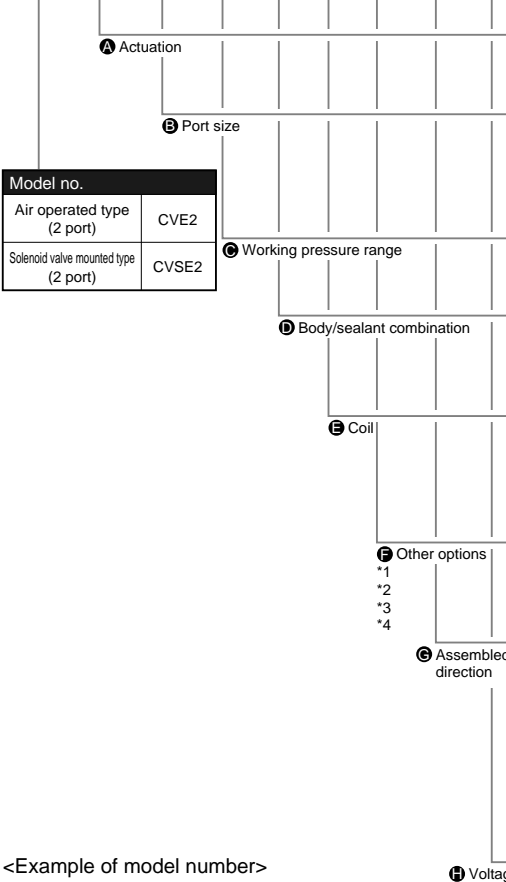 A Actuation
B Port size
Model no.
Air operated type
(2 port)
CVE2
Solenoid valve mounted type
(2 port)
CVSE2
C Working pressure range
D Body/sealant combination
E Coil
F Other options
*1
*2
*3
*4
G Assembled
direction
<Example of model number>
H Voltag